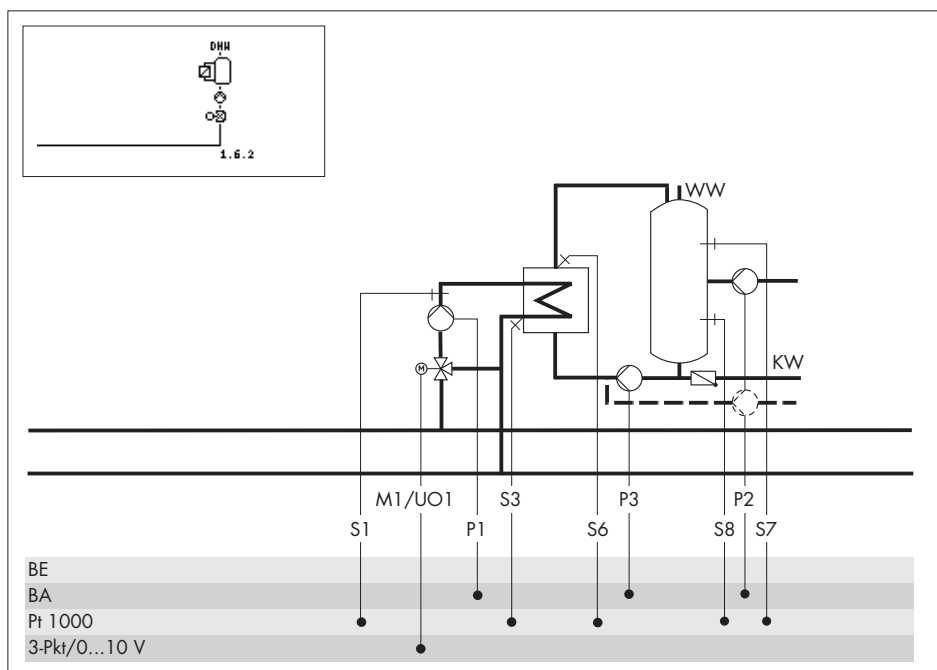 DHW
1.6.2
WW
KW
M
M1/UO1 S3 P3 P2
S1 P1 S6 S8 S7
BE
BA
Pt 1000
3-Pkt/0...10 V